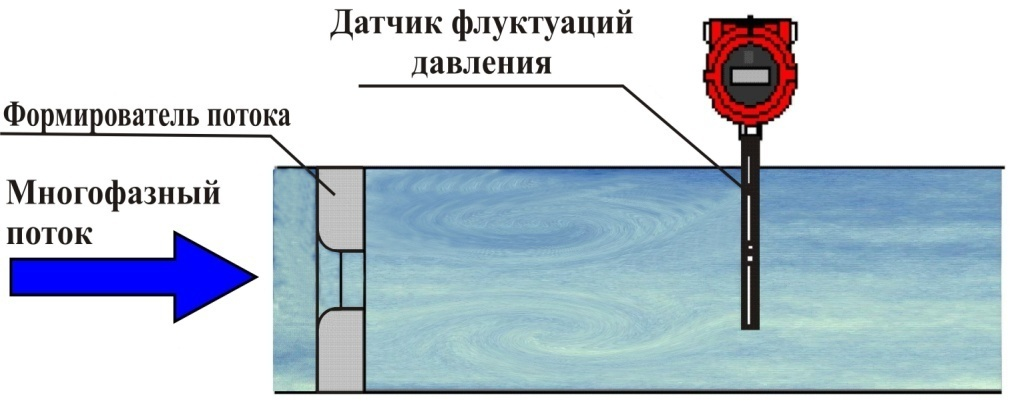 Датчик флуктуаций
давления
Формирователь потока
Многофазный
поток